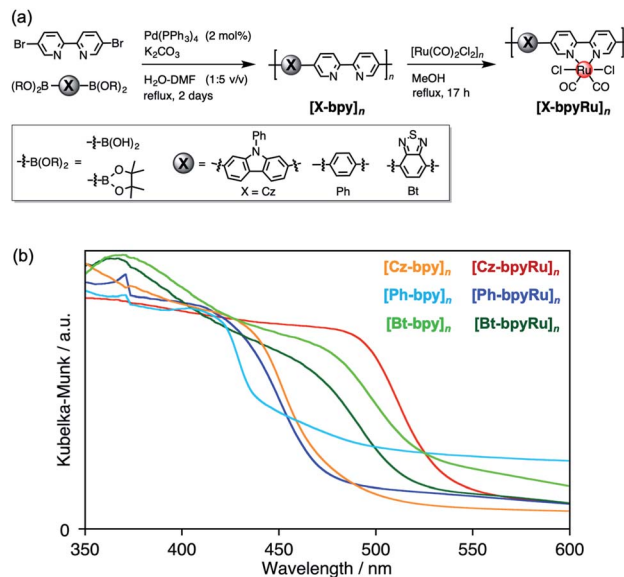 (a)
Br
Br
(RO)₂B
X
B(OR)₂
Pd(PPh₃)₄ (2 mol%)
K₂CO₃
H₂O-DMF (1:5 v/v)
reflux, 2 days
X
N
N
n
[X-bpy]n
[Ru(CO)₂Cl₂]n
MeOH
reflux, 17 h
X
N
N
n
Cl
Ru
Cl
CO
CO
[X-bpyRu]n
B(OR)₂ =
B(OH)₂
B
O
O
X =
Ph
N
X = Cz
Ph
N
S
N
Bt
(b)
[Cz-bpy]n [Cz-bpyRu]n
[Ph-bpy]n [Ph-bpyRu]n
[Bt-bpy]n [Bt-bpyRu]n
Kubelka-Munk / a.u.
0
350 400 450 500 550 600
Wavelength / nm